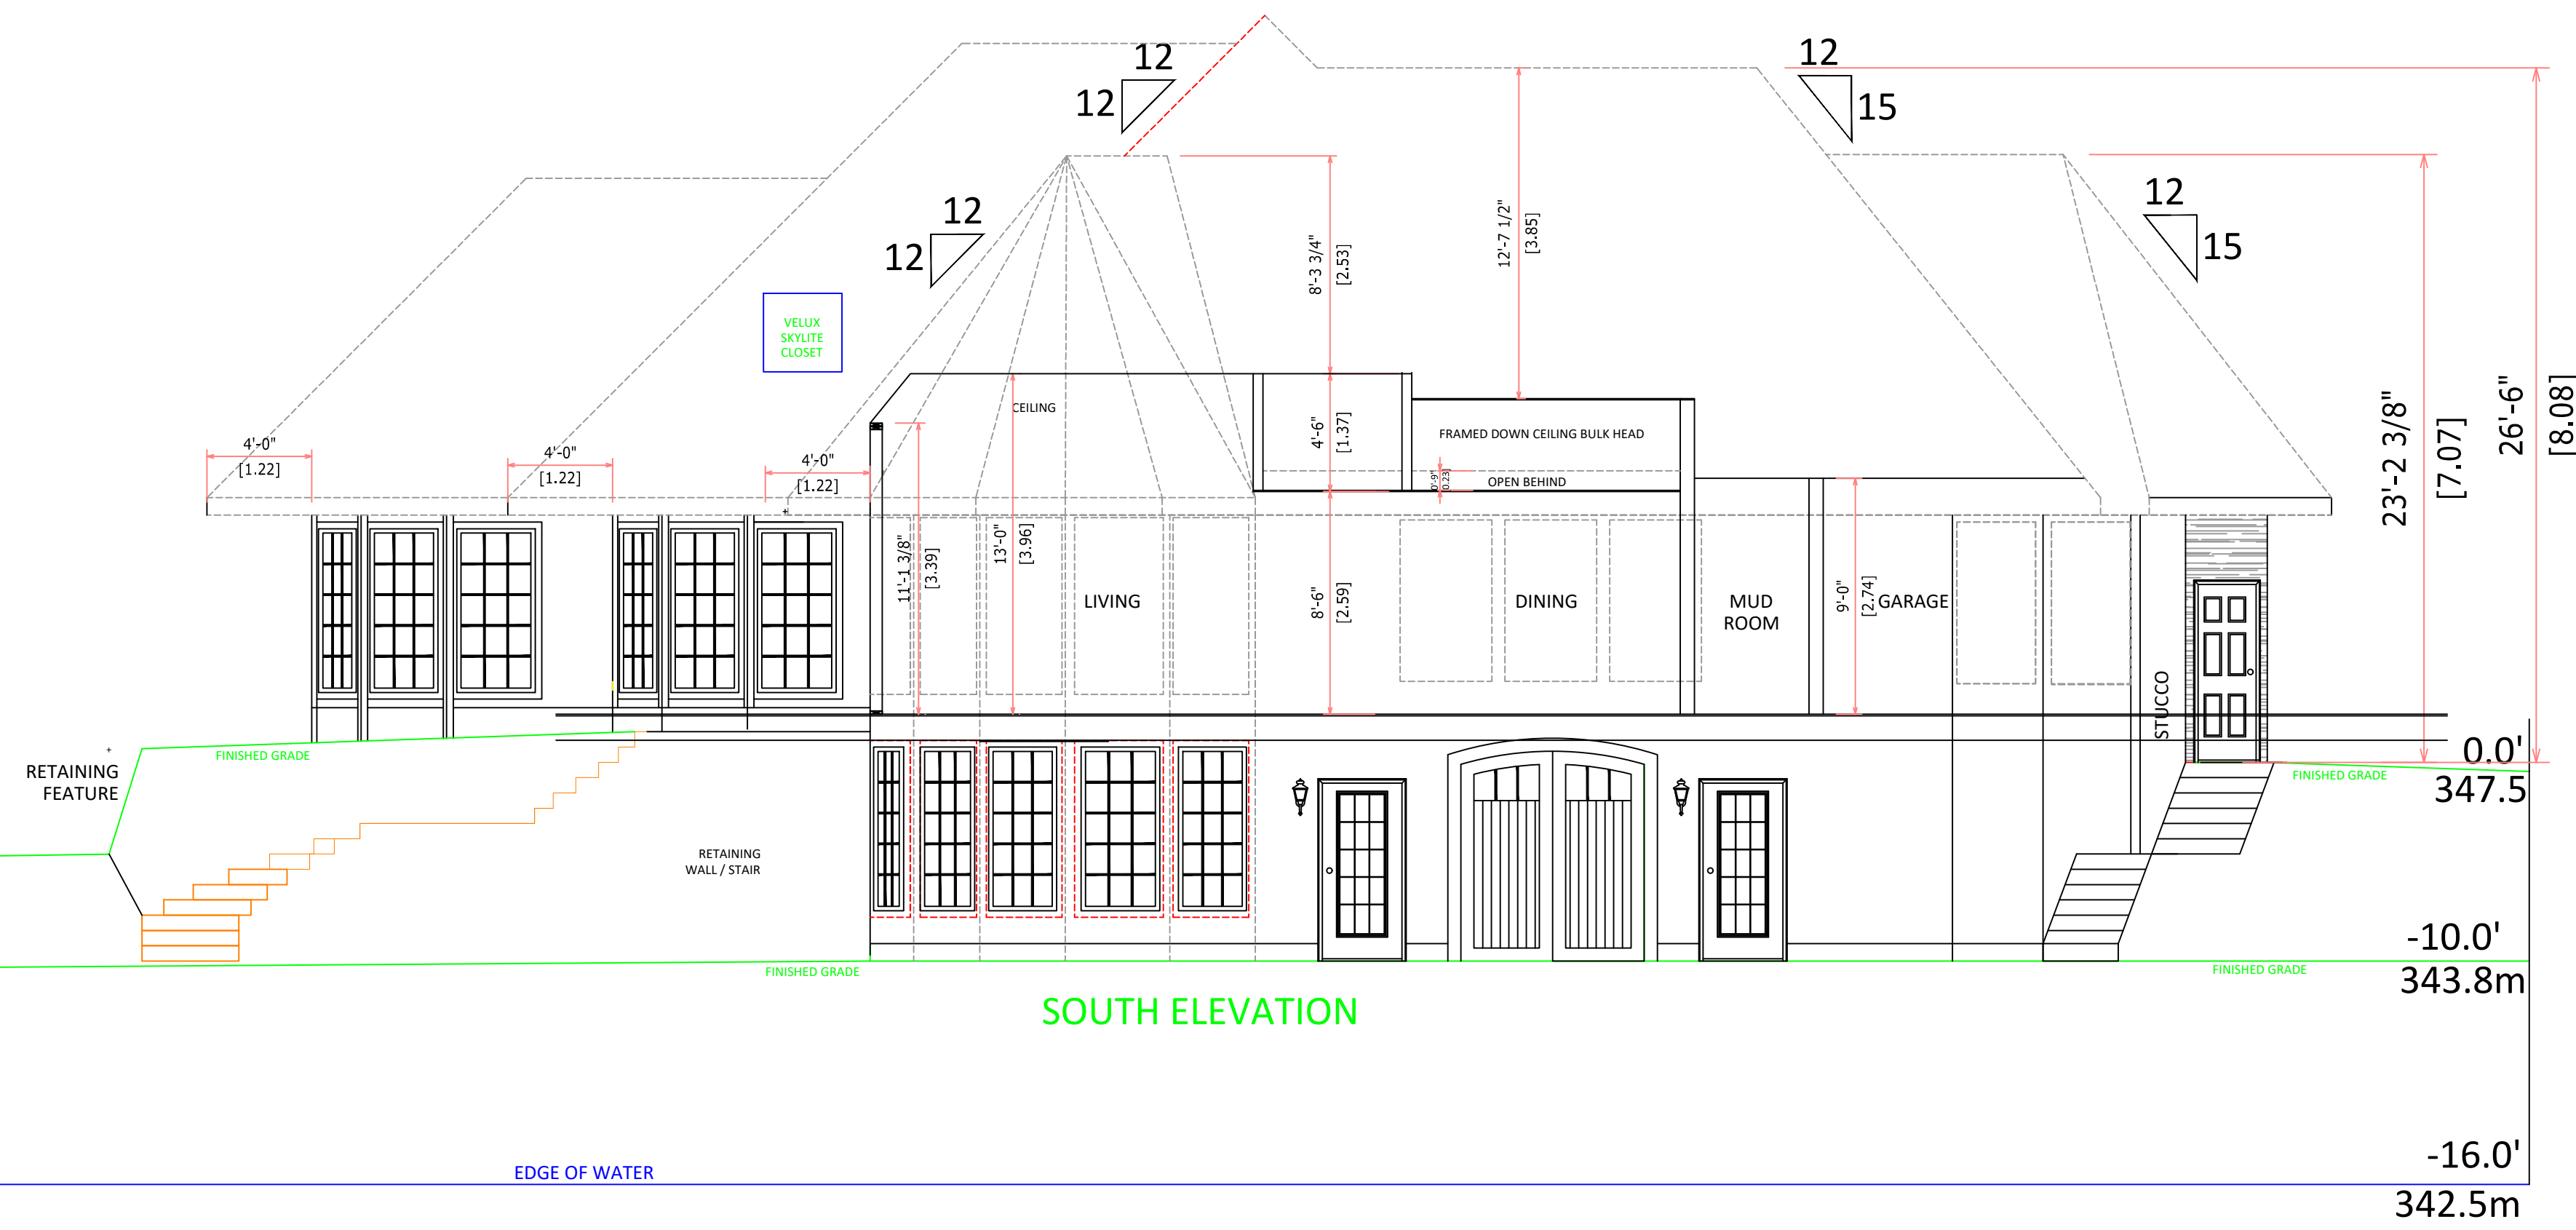 12
12
12
15
12
12
12
15
VELUX
SKYLITE
CLOSET
8'-3 3/4"
[2.53]
12'-7 1/2"
[3.85]
23'-2 3/8"
[7.07]
26'-6"
[8.08]
4'-0"
[1.22]
4'-0"
[1.22]
4'-0"
[1.22]
CEILING
4'-6"
[1.37]
FRAMED DOWN CEILING BULK HEAD
0'-9"
0.23]
OPEN BEHIND
11'-1 3/8"
[3.39]
13'-0"
[3.96]
LIVING
8'-6"
[2.59]
DINING
MUD
ROOM
9'-0"
[2.74]
GARAGE
STUCCO
RETAINING
FEATURE
FINISHED GRADE
0.0'
347.5
FINISHED GRADE
RETAINING
WALL / STAIR
-10.0'
343.8m
FINISHED GRADE
FINISHED GRADE
SOUTH ELEVATION
EDGE OF WATER
-16.0'
342.5m